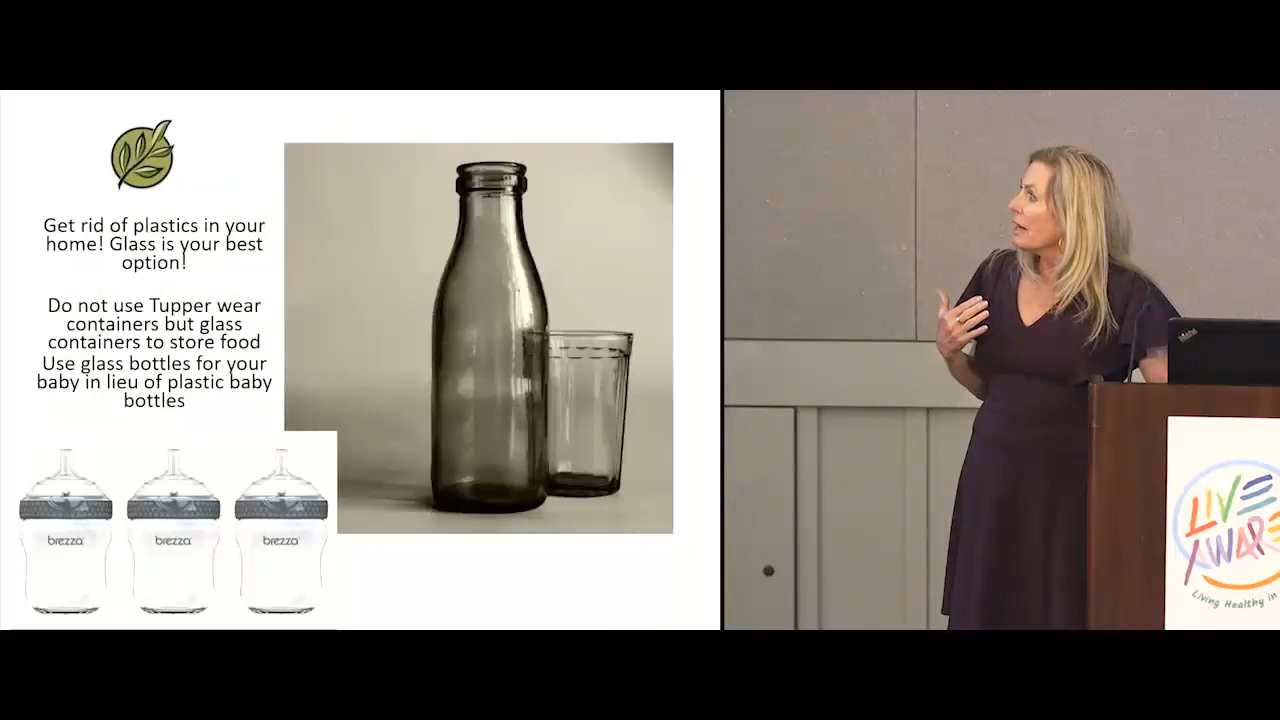 Get rid of plastics in your
home! Glass is your best
option!
Do not use Tupper wear
containers but glass
containers to store food
Use glass bottles for your
baby in lieu of plastic baby
bottles
brezza
brezza
brezza
ThinkPad
LIVE
AWARE
Living Healthy in